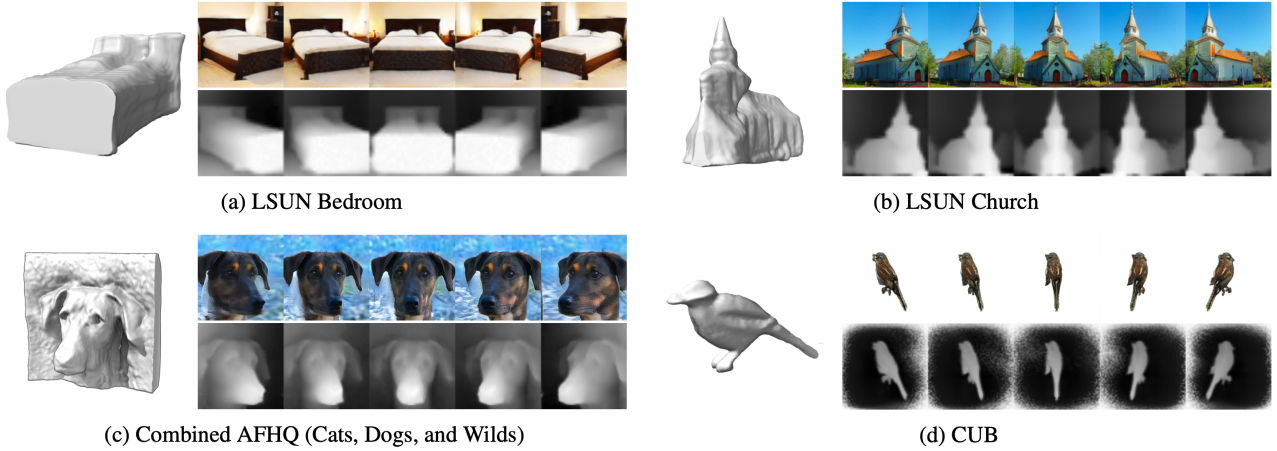 (a) LSUN Bedroom
(b) LSUN Church
(c) Combined AFHQ (Cats, Dogs, and Wilds)
(d) CUB